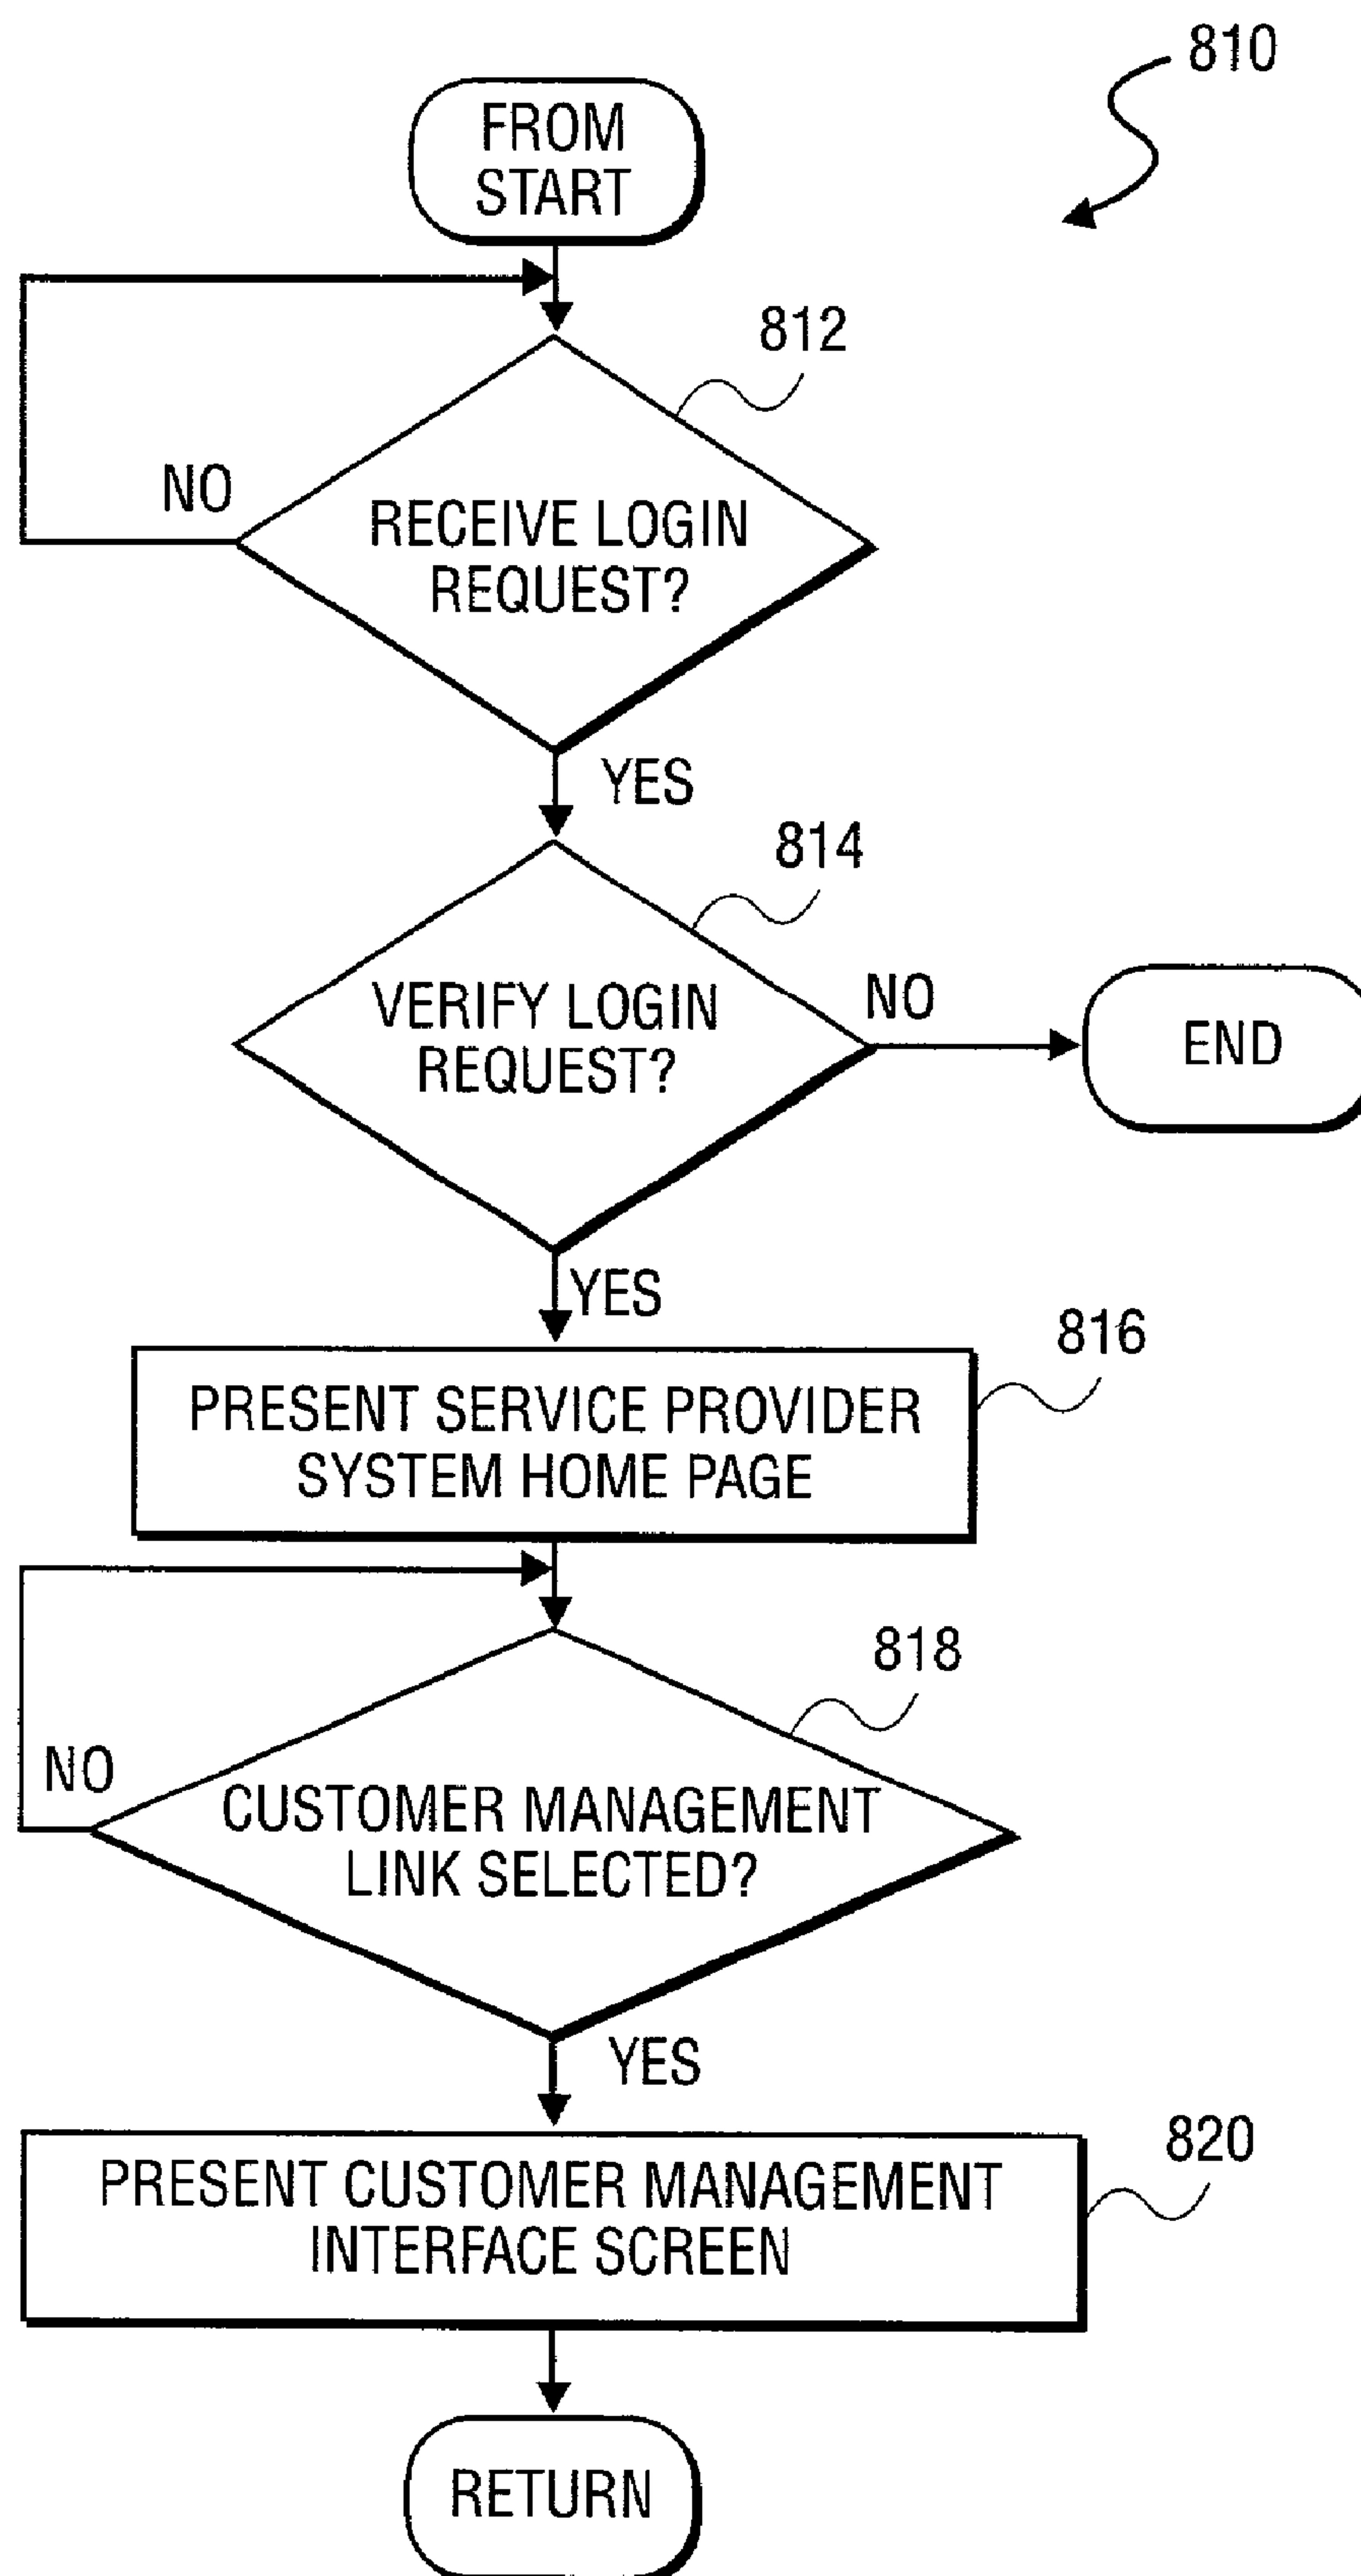 810
FROM
START
812
NO
RECEIVE LOGIN
REQUEST?
YES
814
VERIFY LOGIN
REQUEST?
NO
END
YES
816
PRESENT SERVICE PROVIDER
SYSTEM HOME PAGE
818
NO
CUSTOMER MANAGEMENT
LINK SELECTED?
YES
820
PRESENT CUSTOMER MANAGEMENT
INTERFACE SCREEN
RETURN